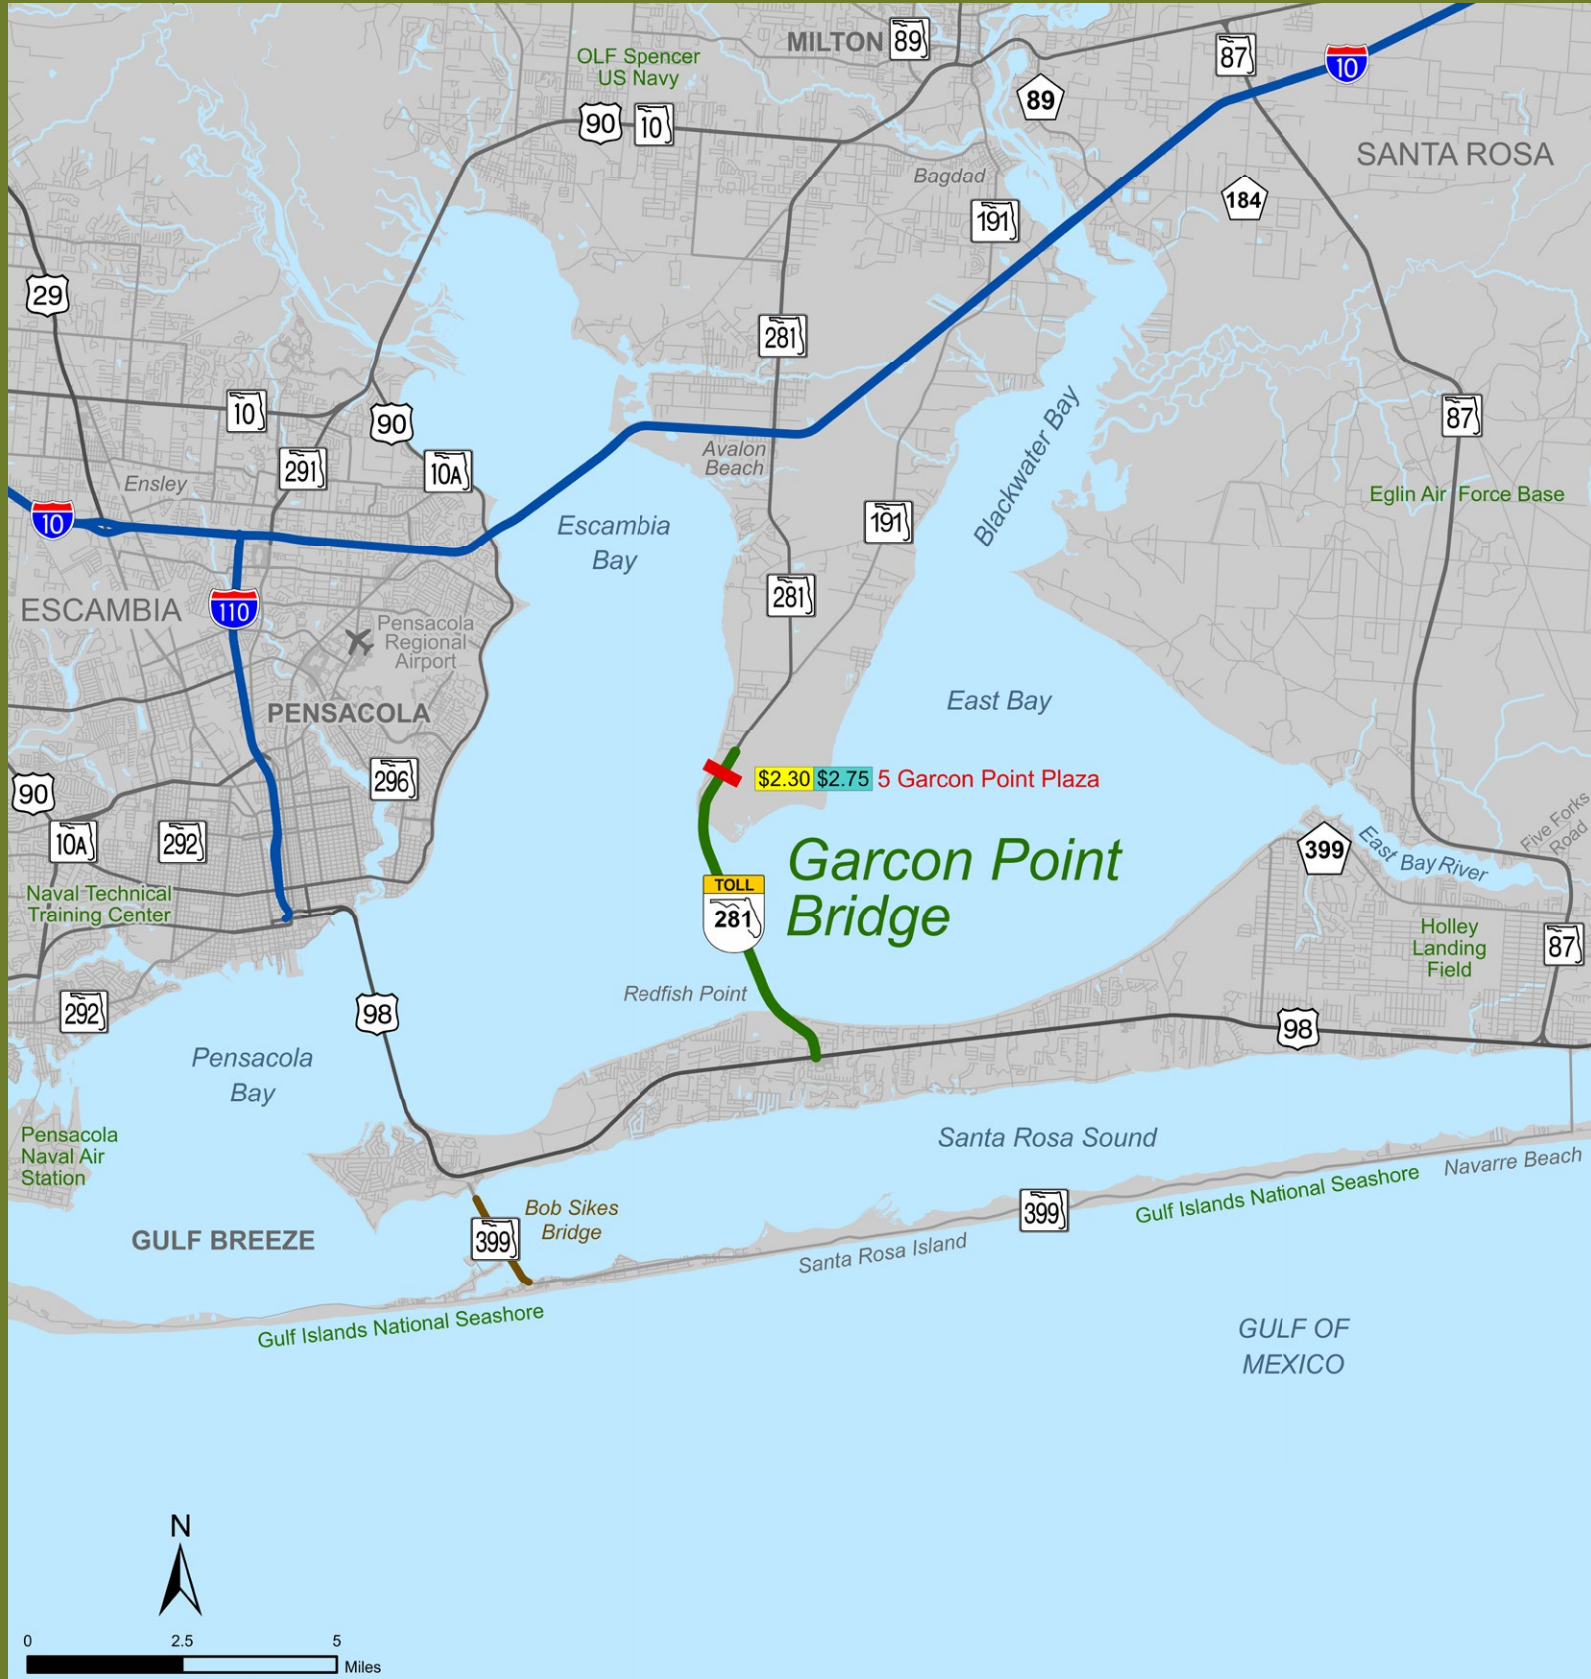 MILTON
89
OLF Spencer
US Navy
87
10
90
10
89
SANTA ROSA
Bagdad
184
191
29
281
Blackwater Bay
10
90
87
291
10A
Avalon
Beach
Ensley
Eglin Air Force Base
10
Escambia
Bay
191
ESCAMBIA
110
281
Pensacola
Regional
Airport
PENSACOLA
East Bay
296
$2.30 $2.75 5 Garcon Point Plaza
90
10A
292
Garcon Point
Bridge
399
East Bay River
Five Forks
Road
Naval Technical
Training Center
TOLL
281
Holley
Landing
Field
87
Redfish Point
292
98
98
Pensacola
Bay
Pensacola
Naval Air
Station
Santa Rosa Sound
Navarre Beach
Gulf Islands National Seashore
Bob Sikes
Bridge
399
399
GULF BREEZE
Santa Rosa Island
Gulf Islands National Seashore
GULF OF
MEXICO
N
0 2.5 5
Miles